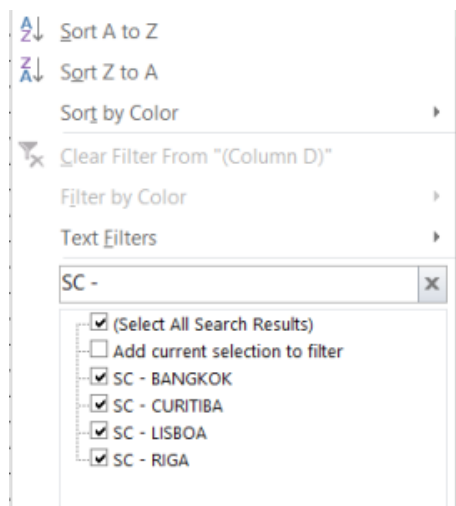 Sort A to Z
Sort Z to A
Sort by Color
Clear Filter From "(Column D)"
Filter by Color
Text Filters
SC -
(Select All Search Results)
Add current selection to filter
SC - BANGKOK
SC - CURITIBA
SC - LISBOA
SC - RIGA